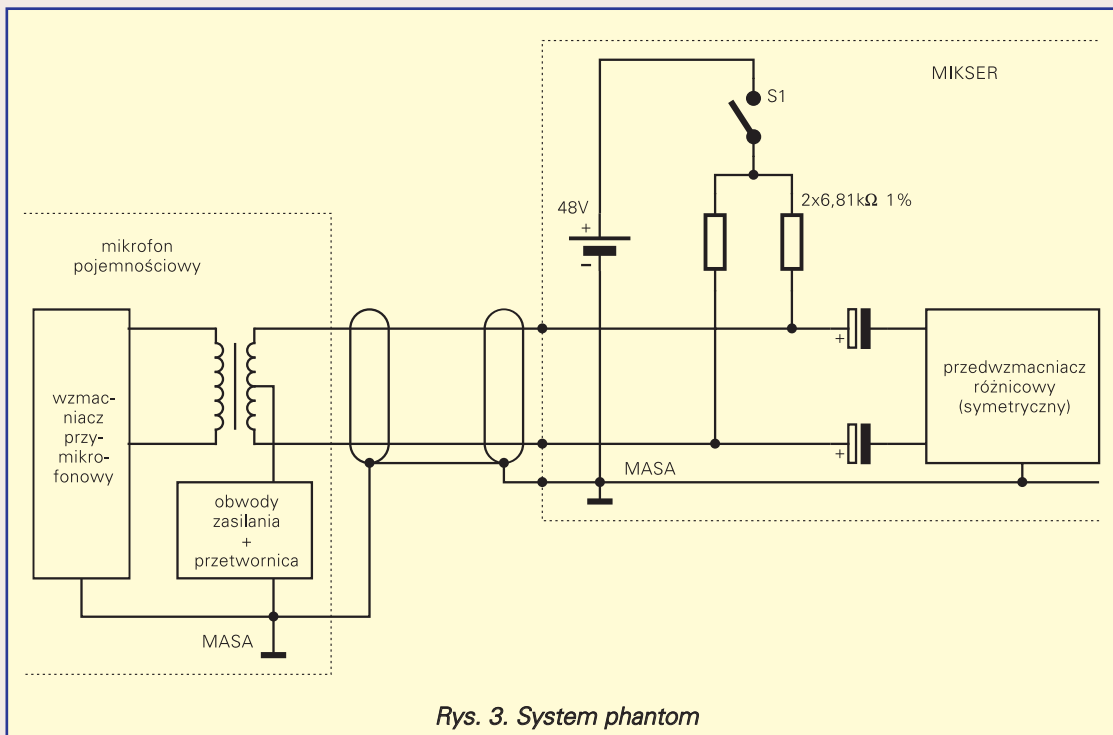 MIKSER
S1
2x6,81kΩ 1%
48V
+
−
mikrofon
pojemnościowy
wzmac-
niacz
przy-
mikro-
fonowy
obwody
zasilania
+
przetwornica
MASA
+
+
przedwzmacniacz
różnicowy
(symetryczny)
MASA
Rys. 3. System phantom